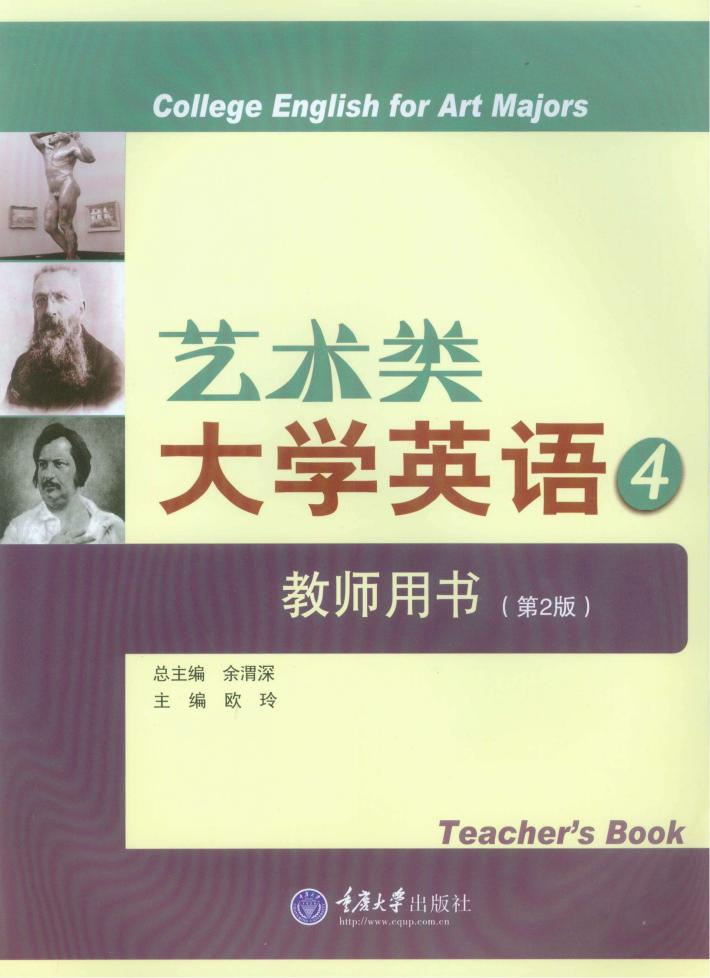 College English for Art Majors
艺术类
大学英语4
教师用书（第2版）
总主编 余渭深
主 编 欧 玲
Teacher's Book
重庆大学出版社
http://www.cqup.com.cn